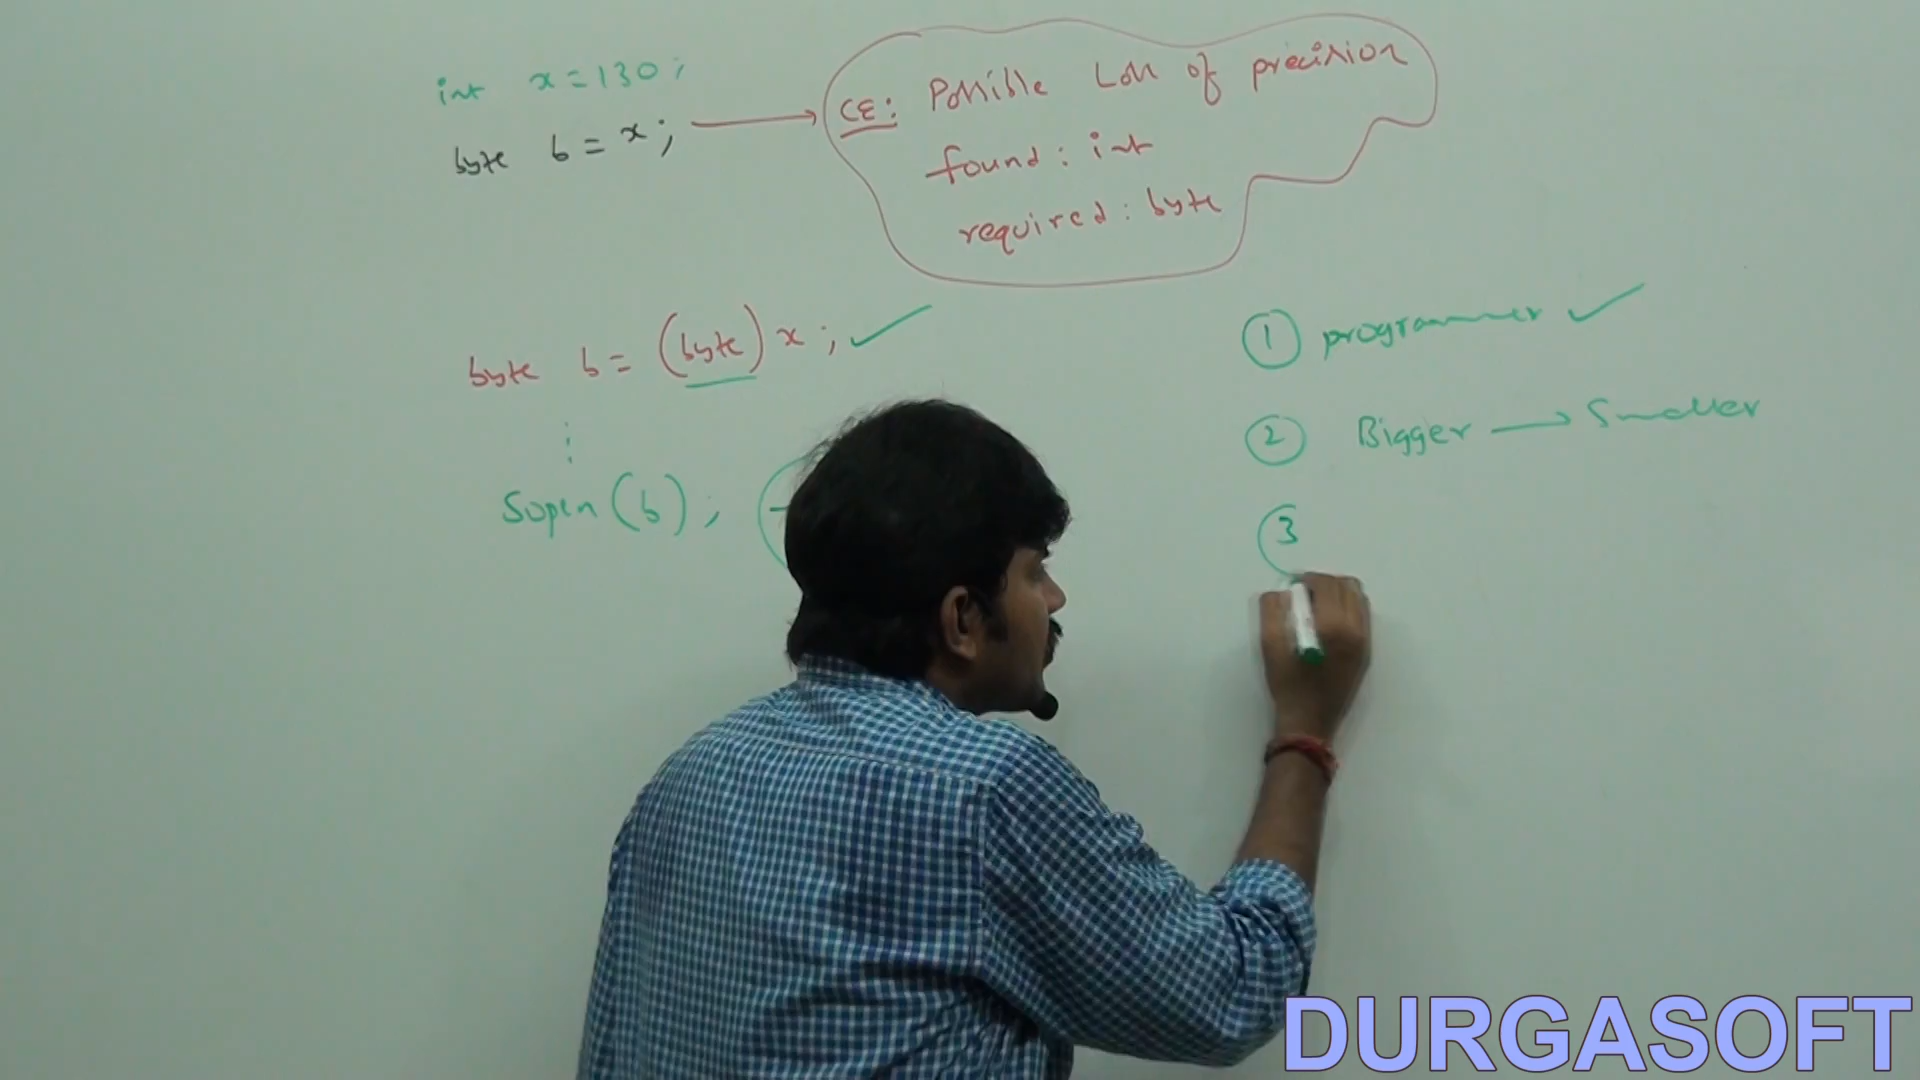 int x = 130;
byte b = x;
CE: Possible Loss of precision
found: int
required: byte
byte b = (byte) x;
Sopln(b);
① programmer
② Bigger → Smaller
3
DURGASOFT